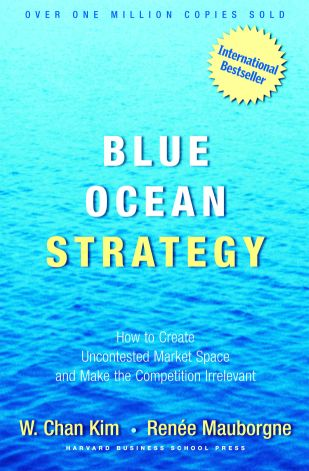 OVER ONE MILLION COPIES SOLD
International
Bestseller
BLUE
OCEAN
STRATEGY
How to Create
Uncontested Market Space
and Make the Competition Irrelevant
W. Chan Kim • Renée Mauborgne
HARVARD BUSINESS SCHOOL PRESS